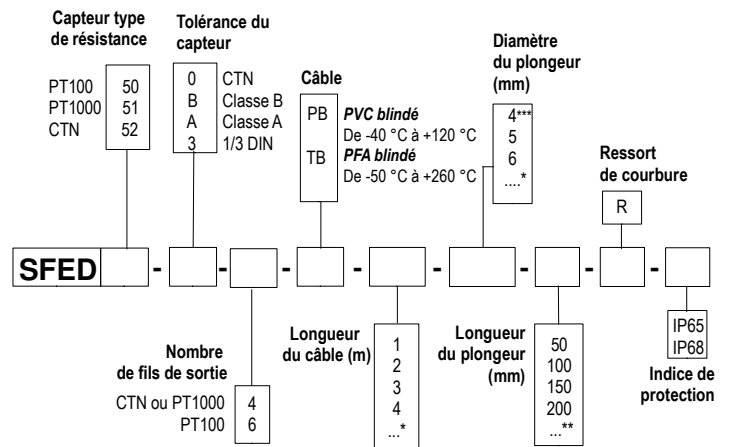 Capteur type
de résistance
PT100 50
PT1000 51
CTN 52
Tolérance du
capteur
0 CTN
B Classe B
A Classe A
3 1/3 DIN
Câble
PB PVC blindé
De -40 °C à +120 °C
TB PFA blindé
De -50 °C à +260 °C
Diamètre
du plongeur
(mm)
4***
5
6
....*
Ressort
de courbure
R
SFED - - - - - - - -
Nombre
de fils de sortie
CTN ou PT1000 4
PT100 6
Longueur
du câble (m)
1
2
3
4
...*
Longueur
du plongeur
(mm)
50
100
150
200
...**
IP65
IP68
Indice de
protection